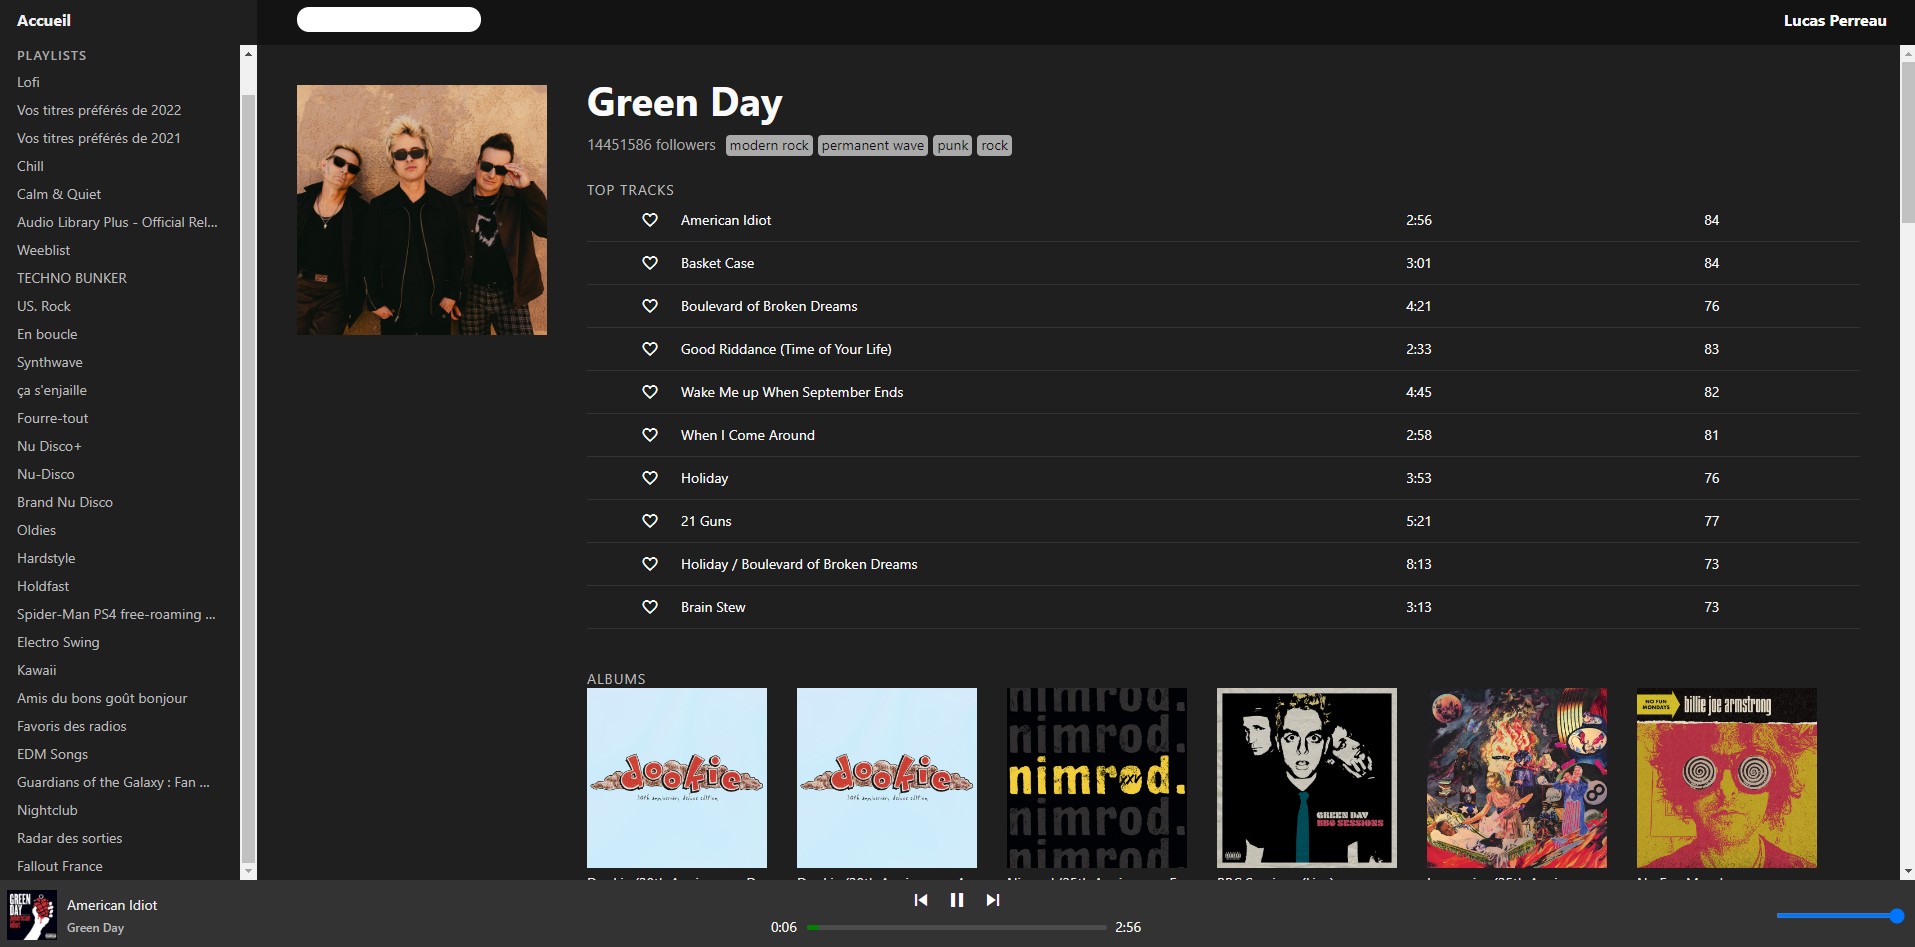 Accueil
Lucas Perreau
PLAYLISTS
Lofi
Vos titres préférés de 2022
Vos titres préférés de 2021
Chill
Calm & Quiet
Audio Library Plus - Official Rel...
Weeblist
TECHNO BUNKER
US. Rock
En boucle
Synthwave
ça s'enjaille
Fourre-tout
Nu Disco+
Nu-Disco
Brand Nu Disco
Oldies
Hardstyle
Holdfast
Spider-Man PS4 free-roaming ...
Electro Swing
Kawaii
Amis du bons goût bonjour
Favoris des radios
EDM Songs
Guardians of the Galaxy : Fan ...
Nightclub
Radar des sorties
Fallout France
Green Day
14451586 followers modern rock permanent wave punk rock
TOP TRACKS
American Idiot 2:56 84
Basket Case 3:01 84
Boulevard of Broken Dreams 4:21 76
Good Riddance (Time of Your Life) 2:33 83
Wake Me up When September Ends 4:45 82
When I Come Around 2:58 81
Holiday 3:53 76
21 Guns 5:21 77
Holiday / Boulevard of Broken Dreams 8:13 73
Brain Stew 3:13 73
ALBUMS
dookie
dookie
nimrod.
nimrod.
nimrod.
XXV
nimrod.
nimrod.
GREEN DAY
BBC SESSIONS
NO FUN
MONDAYS
billie joe armstrong
GREEN
DAY
American Idiot
Green Day
0:06
2:56